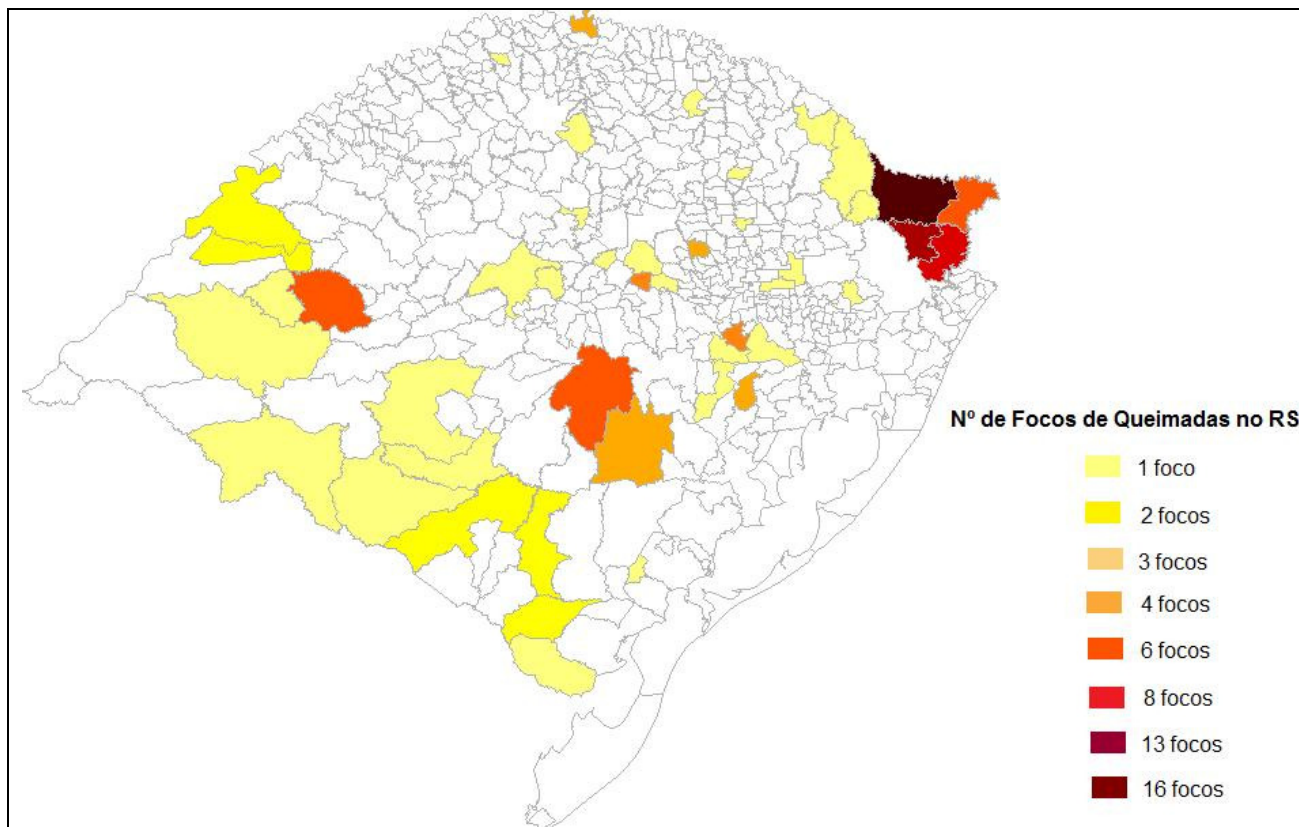 Nº de Focos de Queimadas no RS
1 foco
2 focos
3 focos
4 focos
6 focos
8 focos
13 focos
16 focos